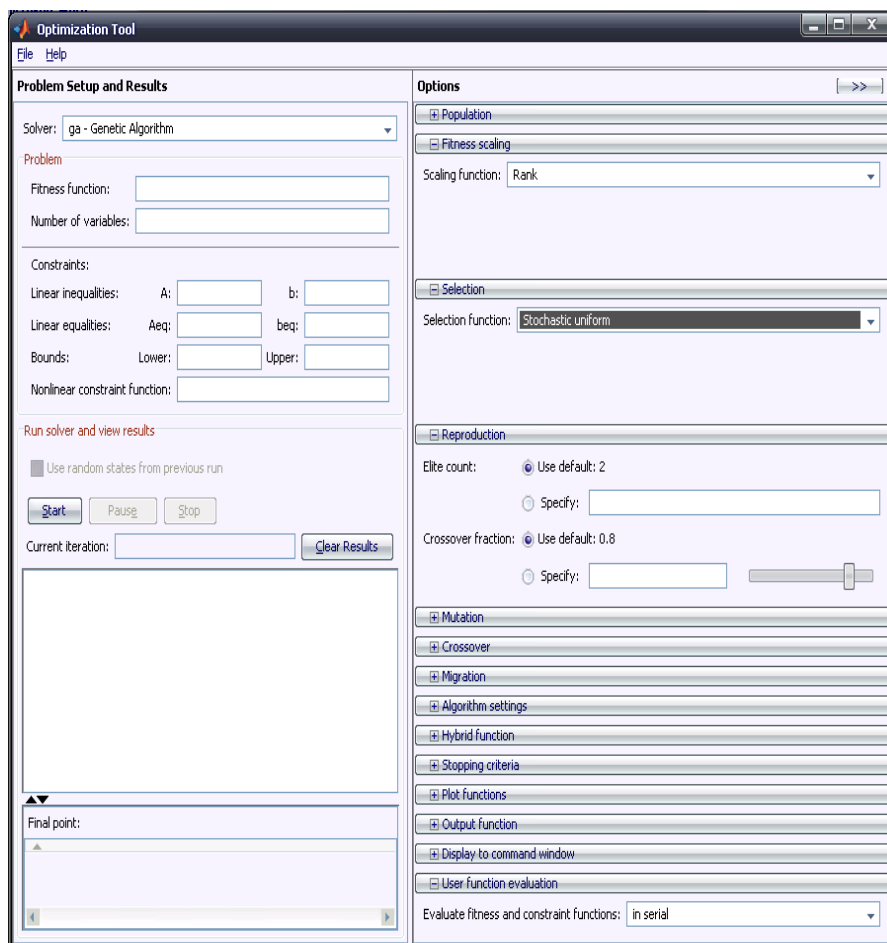 Optimization Tool
File Help
Problem Setup and Results
Solver: ga - Genetic Algorithm
Problem
Fitness function:
Number of variables:
Constraints:
Linear inequalities: A: b:
Linear equalities: Aeq: beq:
Bounds: Lower: Upper:
Nonlinear constraint function:
Run solver and view results
Use random states from previous run
Start Pause Stop
Current iteration: Clear Results
Final point:
Options >>
Population
Fitness scaling
Scaling function: Rank
Selection
Selection function: Stochastic uniform
Reproduction
Elite count: Use default: 2
Specify:
Crossover fraction: Use default: 0.8
Specify:
Mutation
Crossover
Migration
Algorithm settings
Hybrid function
Stopping criteria
Plot functions
Output function
Display to command window
User function evaluation
Evaluate fitness and constraint functions: in serial